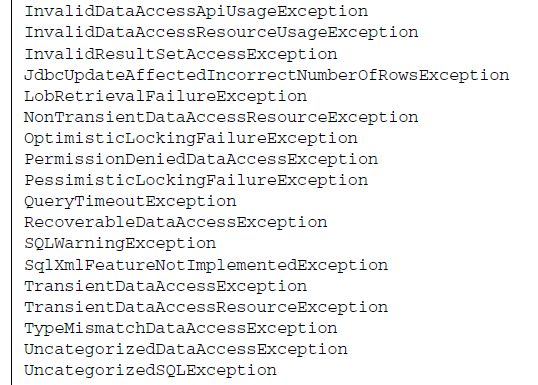 InvalidDataAccessApiUsageException
InvalidDataAccessResourceUsageException
InvalidResultSetAccessException
JdbcUpdateAffectedIncorrectNumberOfRowsException
LobRetrievalFailureException
NonTransientDataAccessResourceException
OptimisticLockingFailureException
PermissionDeniedDataAccessException
PessimisticLockingFailureException
QueryTimeoutException
RecoverableDataAccessException
SQLWarningException
SqlXmlFeatureNotImplementedException
TransientDataAccessException
TransientDataAccessResourceException
TypeMismatchDataAccessException
UncategorizedDataAccessException
UncategorizedSQLException